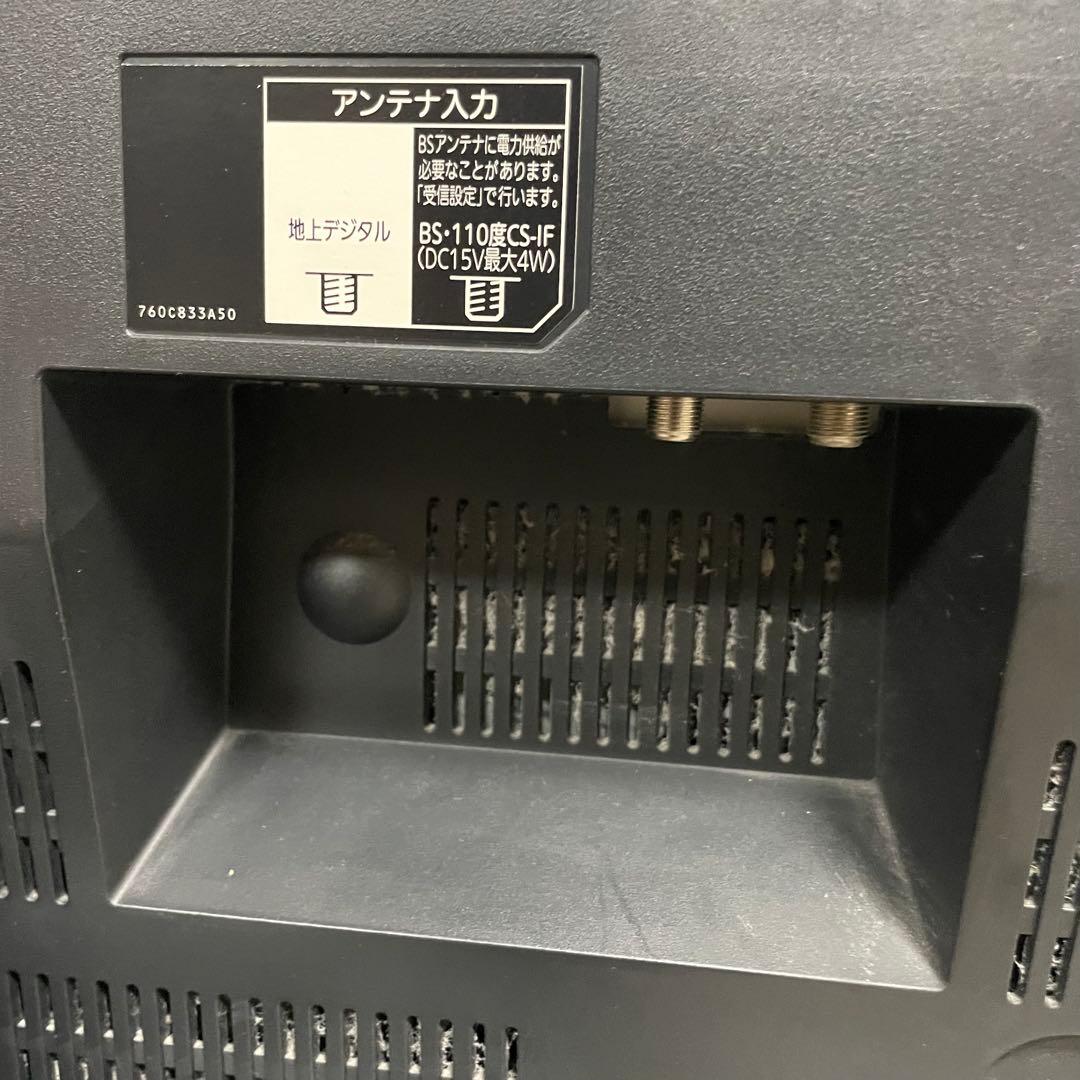 アンテナ入力
地上デジタル
BSアンテナに電力供給が
必要なことがあります。
「受信設定」で行います。
BS・110度CS-IF
(DC15V最大4W)
760C833A50